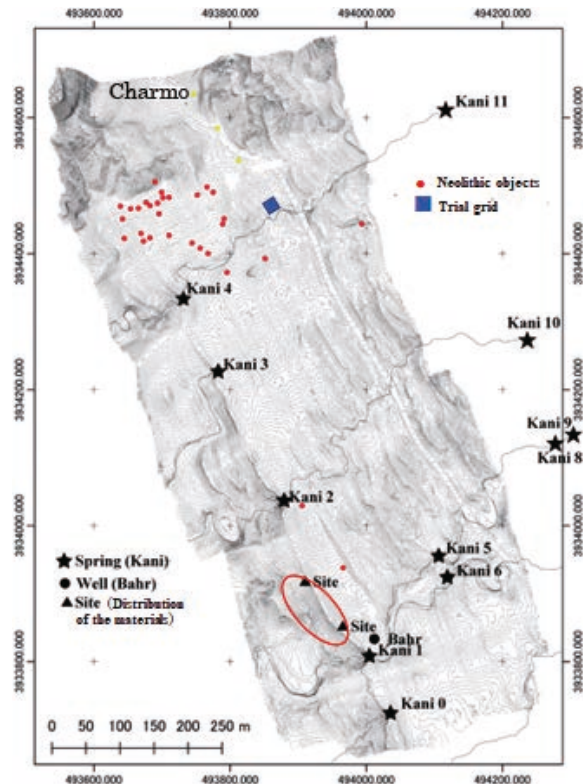 493600.000 493800.000 494000.000 494200.000
3934600.000 3934600.000
3934400.000 3934400.000
3934200.000 3934200.000
3934000.000 3934000.000
3933800.000 3933800.000
Charmo
Kani 11
Neolithic objects
Trial grid
Kani 4
Kani 10
Kani 3
Kani 9
Kani 8
Kani 2
Kani 5
Kani 6
Spring (Kani)
Well (Bahr)
Site (Distribution
of the materials)
Site
Site
Bahr
Kani 1
Kani 0
0 50 100 150 200 250 m
493600.000 493800.000 494000.000 494200.000